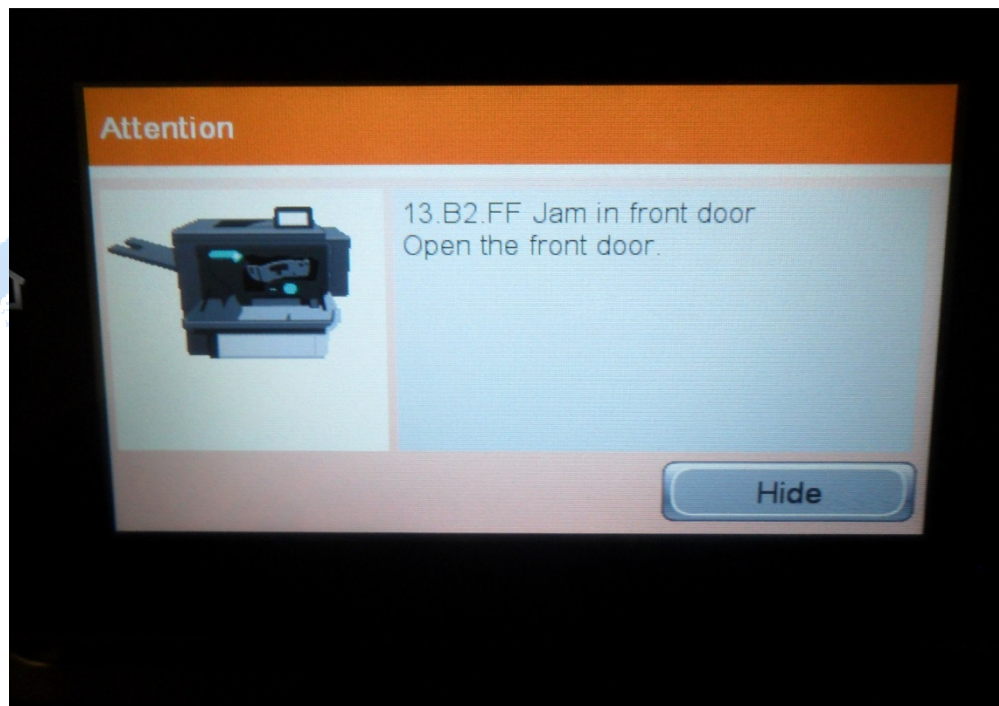 Attention
13.B2.FF Jam in front door
Open the front door.
Hide